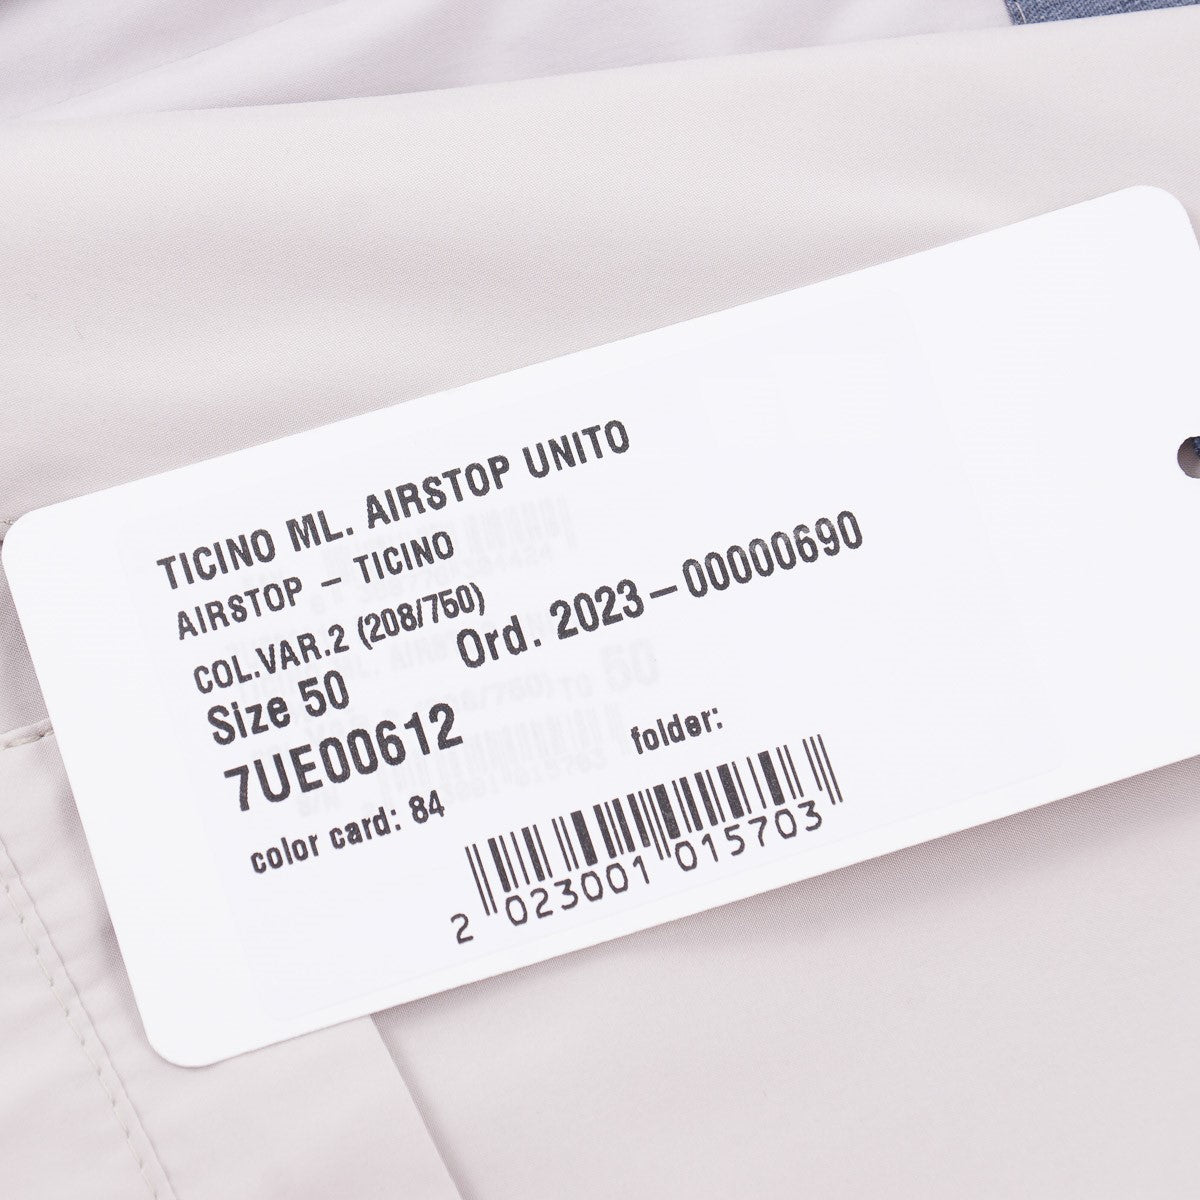 TICINO ML. AIRSTOP UNITO
AIRSTOP - TICINO
COL.VAR.2 (208/750)
Size 50 Ord. 2023-00000690
7UE00612
color card: 84 folder:
2 023001 015703